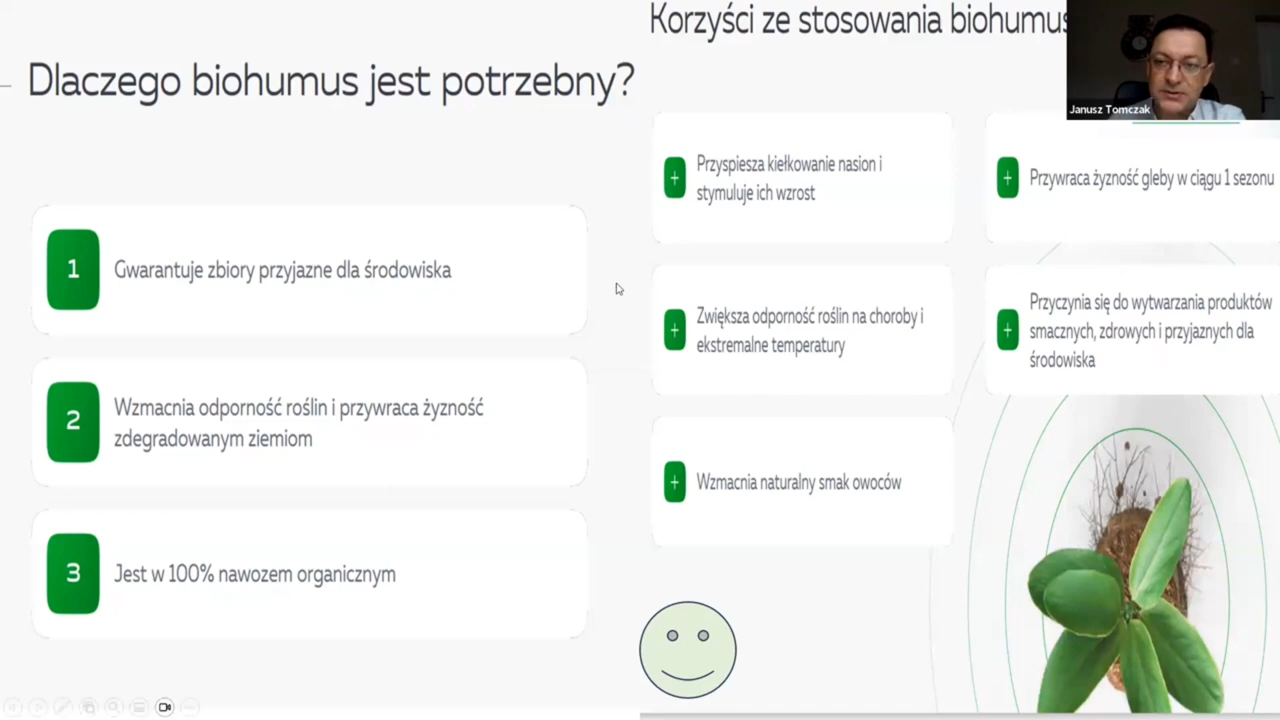 Dlaczego biohumus jest potrzebny?
1
Gwarantuje zbiory przyjazne dla środowiska
2
Wzmacnia odporność roślin i przywraca żyzność
zdegradowanym ziemiom
3
Jest w 100% nawozem organicznym
Korzyści ze stosowania biohumus
Janusz Tomczak
+
Przyspiesza kiełkowanie nasion i
stymuluje ich wzrost
+
Przywraca żyzność gleby w ciągu 1 sezonu
+
Zwiększa odporność roślin na choroby i
ekstremalne temperatury
+
Przyczynia się do wytwarzania produktów
smacznych, zdrowych i przyjaznych dla
środowiska
+
Wzmacnia naturalny smak owoców